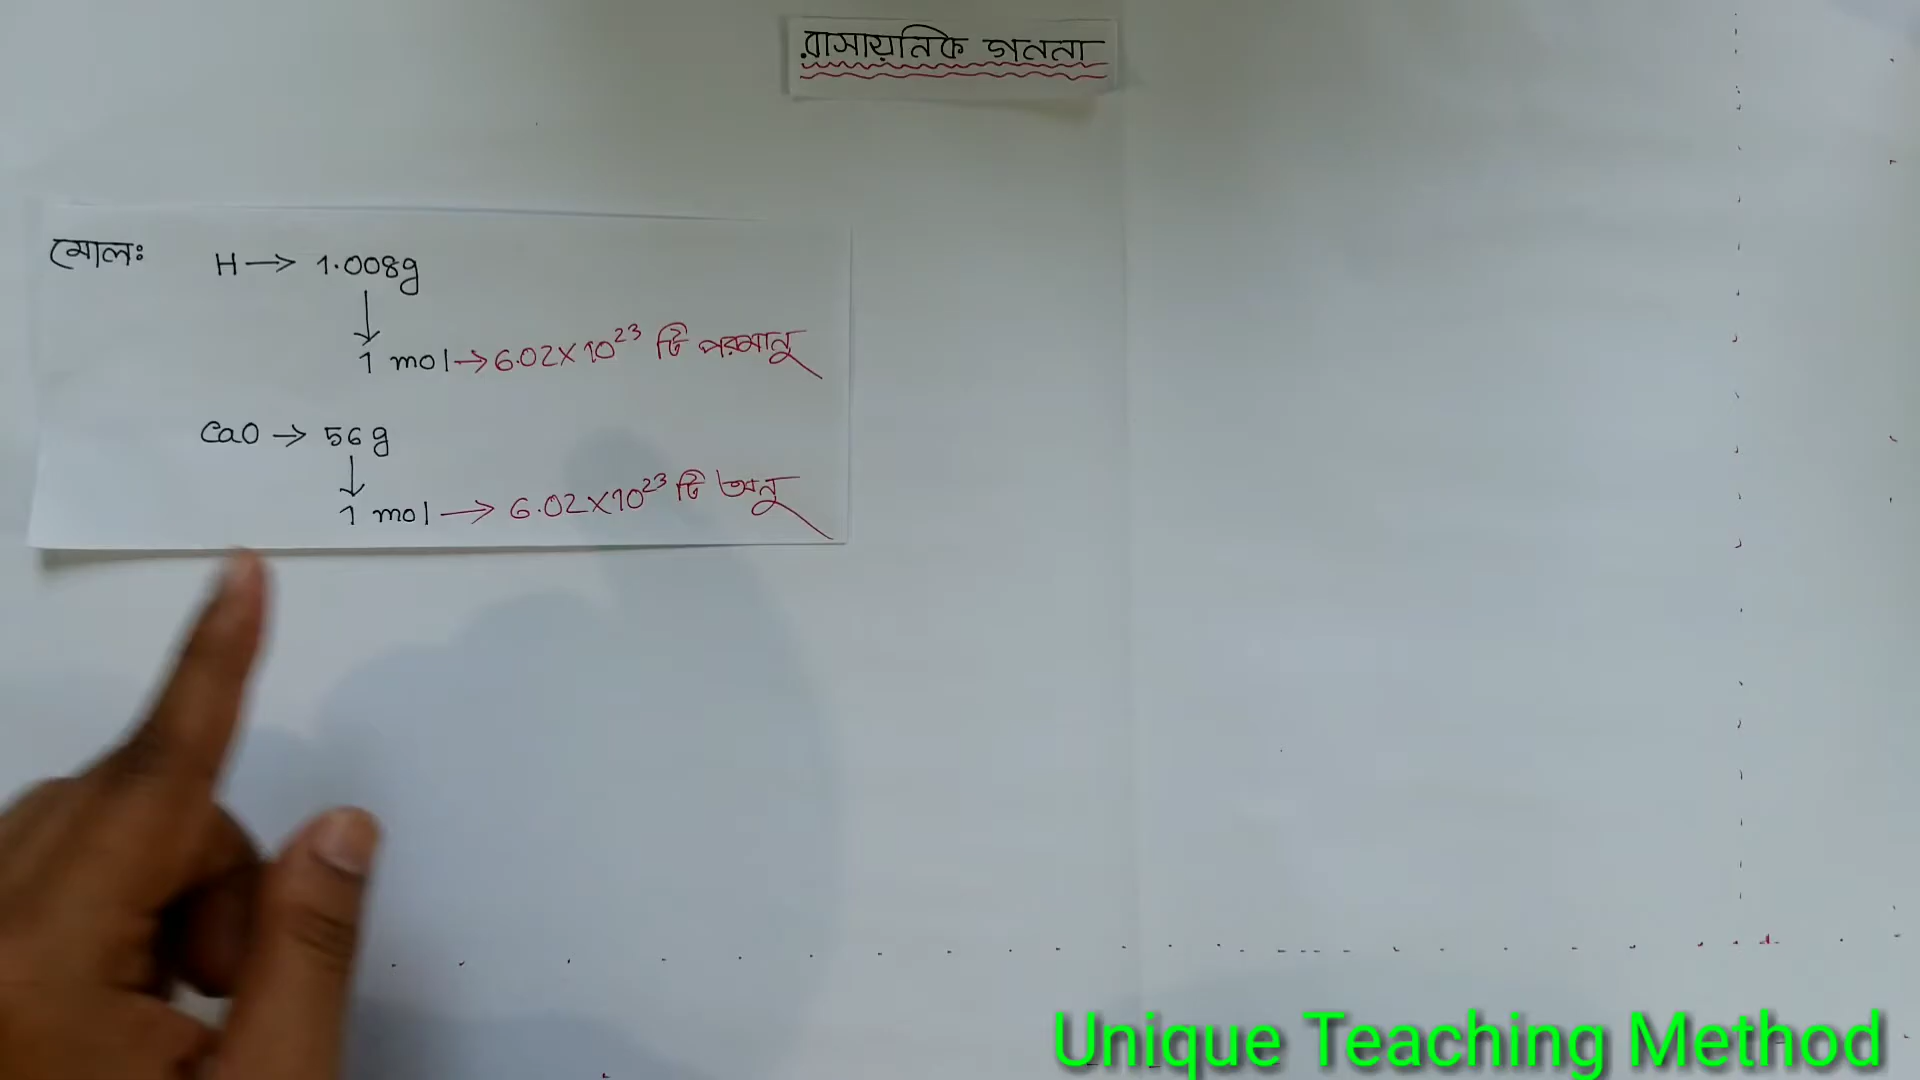 রাসায়নিক গননা
মোলঃ H → 1.008g
↓
1 mol → 6.02×10²³ টি পরমানু
CaO → 56 g
↓
1 mol → 6.02×10²³ টি অনু
Unique Teaching Method